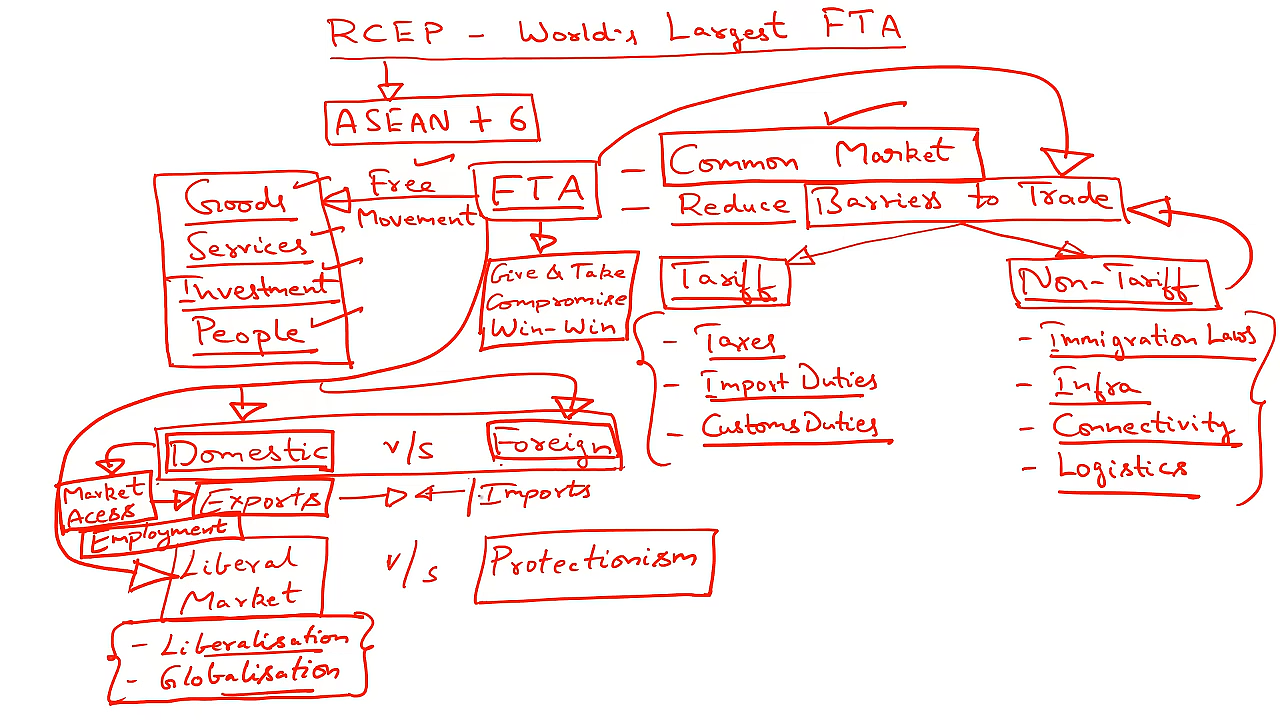 RCEP - World's Largest FTA
ASEAN + 6
Goods
Services
Investment
People
Free
Movement
FTA
- Common Market
- Reduce Barriers to Trade
Give & Take
Compromise
Win-Win
Tariff
- Taxes
- Import Duties
- Customs Duties
Non-Tariff
- Immigration Laws
- Infra
- Connectivity
- Logistics
Domestic v/s Foreign
Market
Acess
Exports
Imports
Employment
Liberal
Market
v/s Protectionism
- Liberalisation
- Globalisation